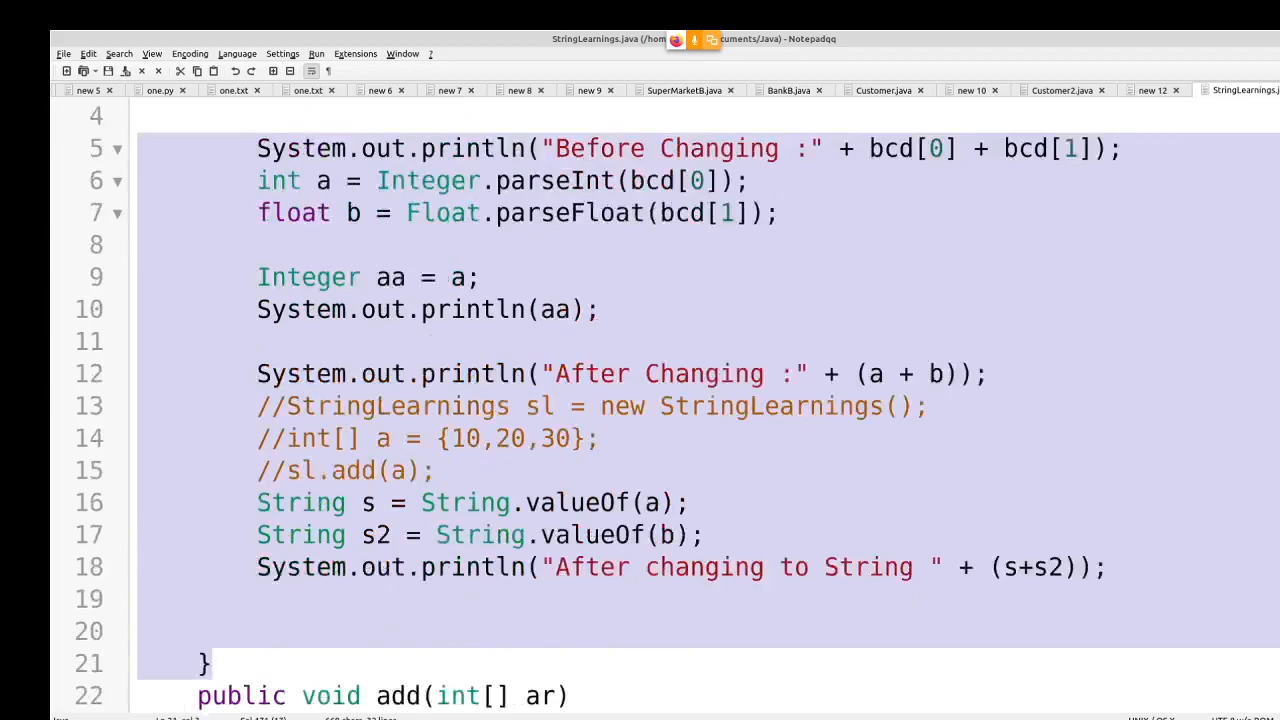 StringLearnings.java (/hom cuments/Java) - Notepadqq
File Edit Search View Encoding Language Settings Run Extensions Window ?
new 5 one.py one.txt one.txt new 6 new 7 new 8 new 9 SuperMarketB.java BankB.java Customer.java new 10 Customer2.java new 12 StringLearnings.j
4
5 System.out.println("Before Changing :" + bcd[0] + bcd[1]);
6 int a = Integer.parseInt(bcd[0]);
7 float b = Float.parseFloat(bcd[1]);
8
9 Integer aa = a;
10 System.out.println(aa);
11
12 System.out.println("After Changing :" + (a + b));
13 //StringLearnings sl = new StringLearnings();
14 //int[] a = {10,20,30};
15 //sl.add(a);
16 String s = String.valueOf(a);
17 String s2 = String.valueOf(b);
18 System.out.println("After changing to String " + (s+s2));
19
20
21 }
22 public void add(int[] ar)